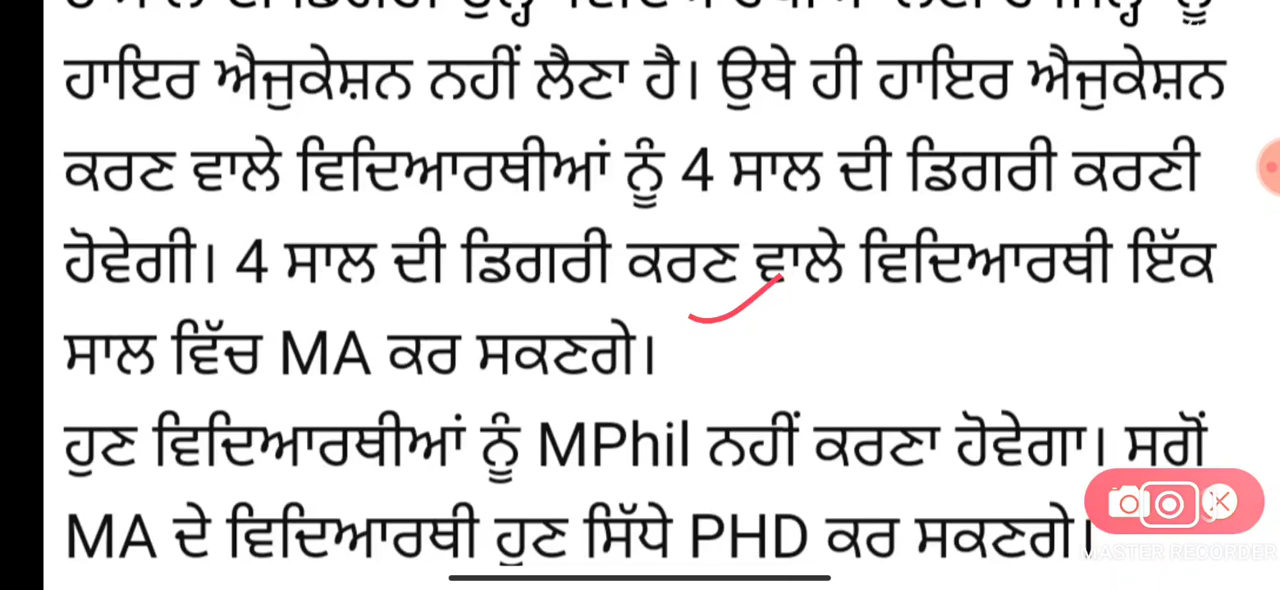 ਹਾਇਰ ਐਜੁਕੇਸ਼ਨ ਨਹੀਂ ਲੈਣਾ ਹੈ। ਉਥੇ ਹੀ ਹਾਇਰ ਐਜੁਕੇਸ਼ਨ
ਕਰਣ ਵਾਲੇ ਵਿਦਿਆਰਥੀਆਂ ਨੂੰ 4 ਸਾਲ ਦੀ ਡਿਗਰੀ ਕਰਣੀ
ਹੋਵੇਗੀ। 4 ਸਾਲ ਦੀ ਡਿਗਰੀ ਕਰਣ ਵਾਲੇ ਵਿਦਿਆਰਥੀ ਇੱਕ
ਸਾਲ ਵਿੱਚ MA ਕਰ ਸਕਣਗੇ।
ਹੁਣ ਵਿਦਿਆਰਥੀਆਂ ਨੂੰ MPhil ਨਹੀਂ ਕਰਣਾ ਹੋਵੇਗਾ। ਸਗੋਂ
MA ਦੇ ਵਿਦਿਆਰਥੀ ਹੁਣ ਸਿੱਧੇ PHD ਕਰ ਸਕਣਗੇ।
MASTER RECORDER